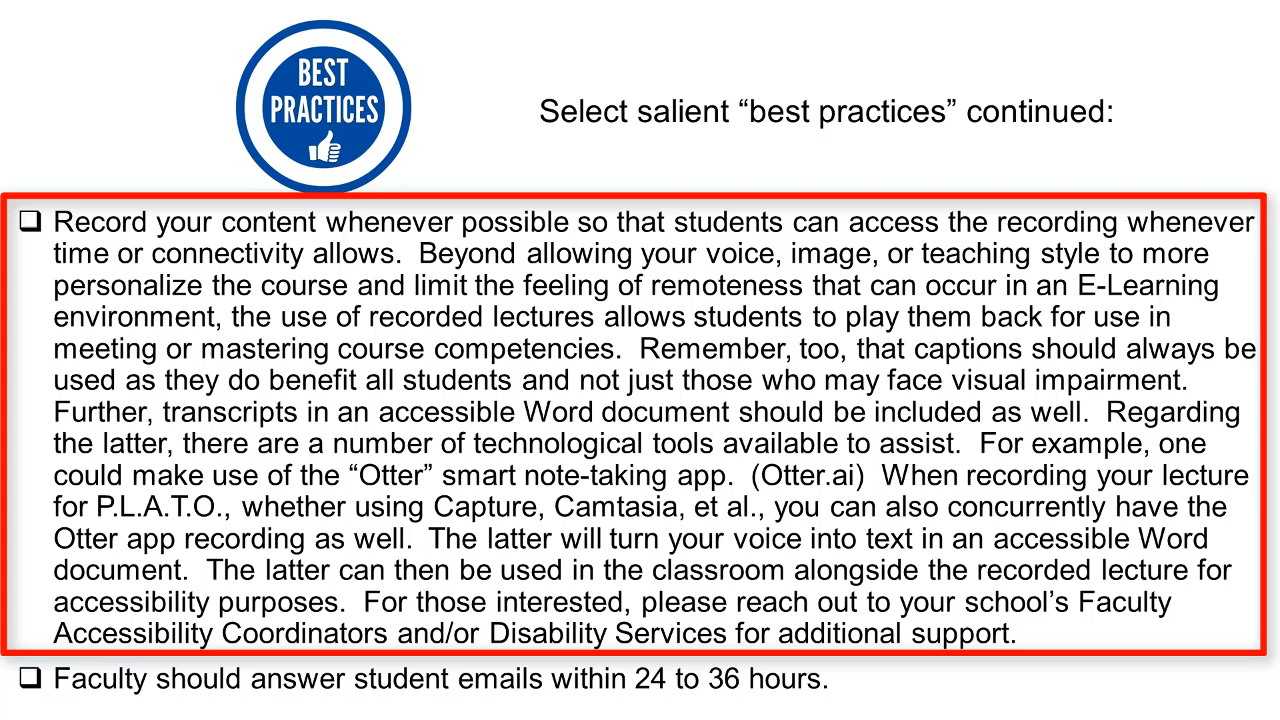 BEST
PRACTICES
Select salient “best practices” continued:
❑ Record your content whenever possible so that students can access the recording whenever
time or connectivity allows.  Beyond allowing your voice, image, or teaching style to more
personalize the course and limit the feeling of remoteness that can occur in an E-Learning
environment, the use of recorded lectures allows students to play them back for use in
meeting or mastering course competencies.  Remember, too, that captions should always be
used as they do benefit all students and not just those who may face visual impairment.
Further, transcripts in an accessible Word document should be included as well.  Regarding
the latter, there are a number of technological tools available to assist.  For example, one
could make use of the “Otter” smart note-taking app.  (Otter.ai)  When recording your lecture
for P.L.A.T.O., whether using Capture, Camtasia, et al., you can also concurrently have the
Otter app recording as well.  The latter will turn your voice into text in an accessible Word
document.  The latter can then be used in the classroom alongside the recorded lecture for
accessibility purposes.  For those interested, please reach out to your school’s Faculty
Accessibility Coordinators and/or Disability Services for additional support.
❑ Faculty should answer student emails within 24 to 36 hours.